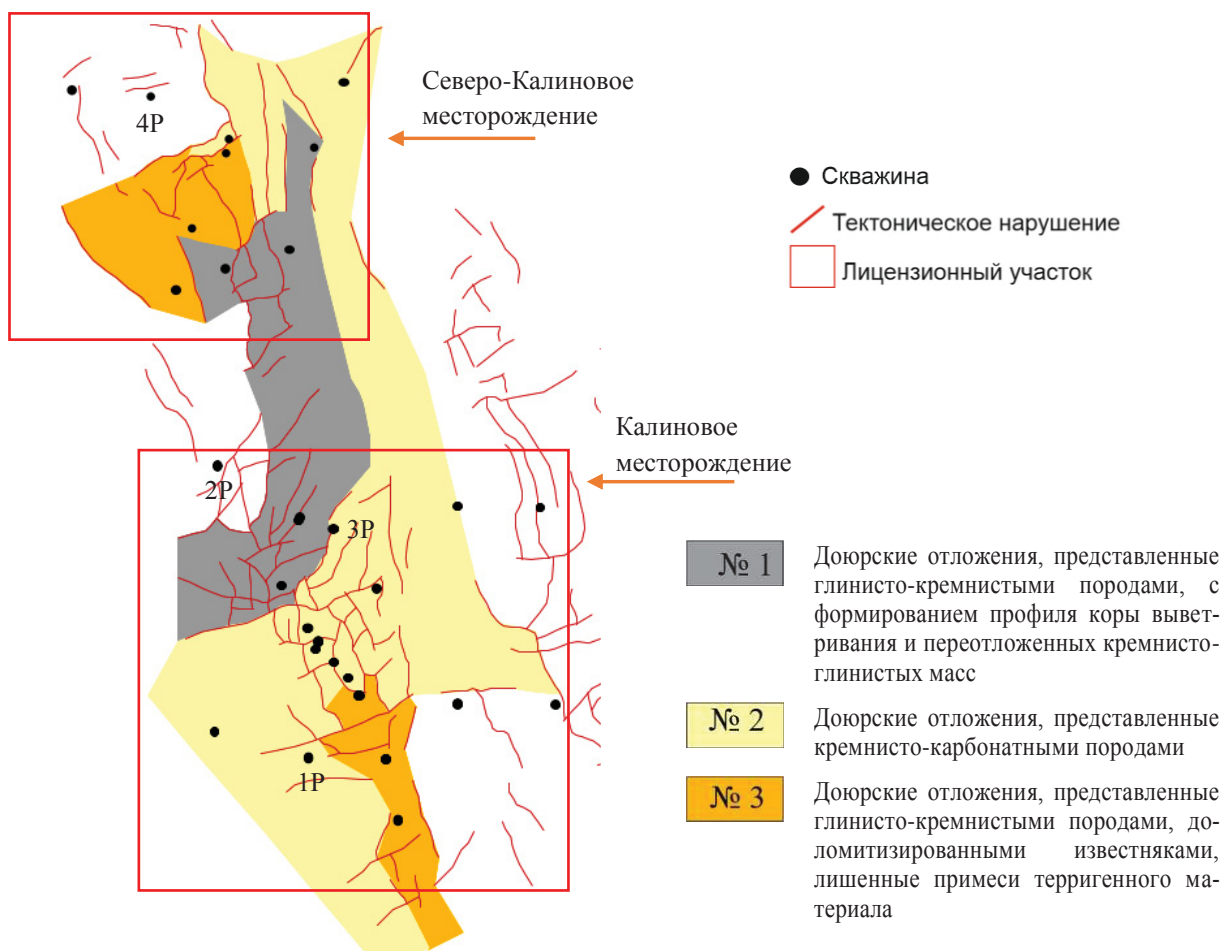 Северо-Калиновое
месторождение
4Р
Скважина
Тектоническое нарушение
Лицензионный участок
Калиновое
месторождение
2Р
3Р
1Р
№ 1
Доюрские отложения, представленные
глинисто-кремнистыми породами, с
формированием профиля коры вывет-
ривания и переотложенных кремнисто-
глинистых масс
№ 2
Доюрские отложения, представленные
кремнисто-карбонатными породами
№ 3
Доюрские отложения, представленные
глинисто-кремнистыми породами, до-
ломитизированными известняками,
лишенные примеси терригенного ма-
териала